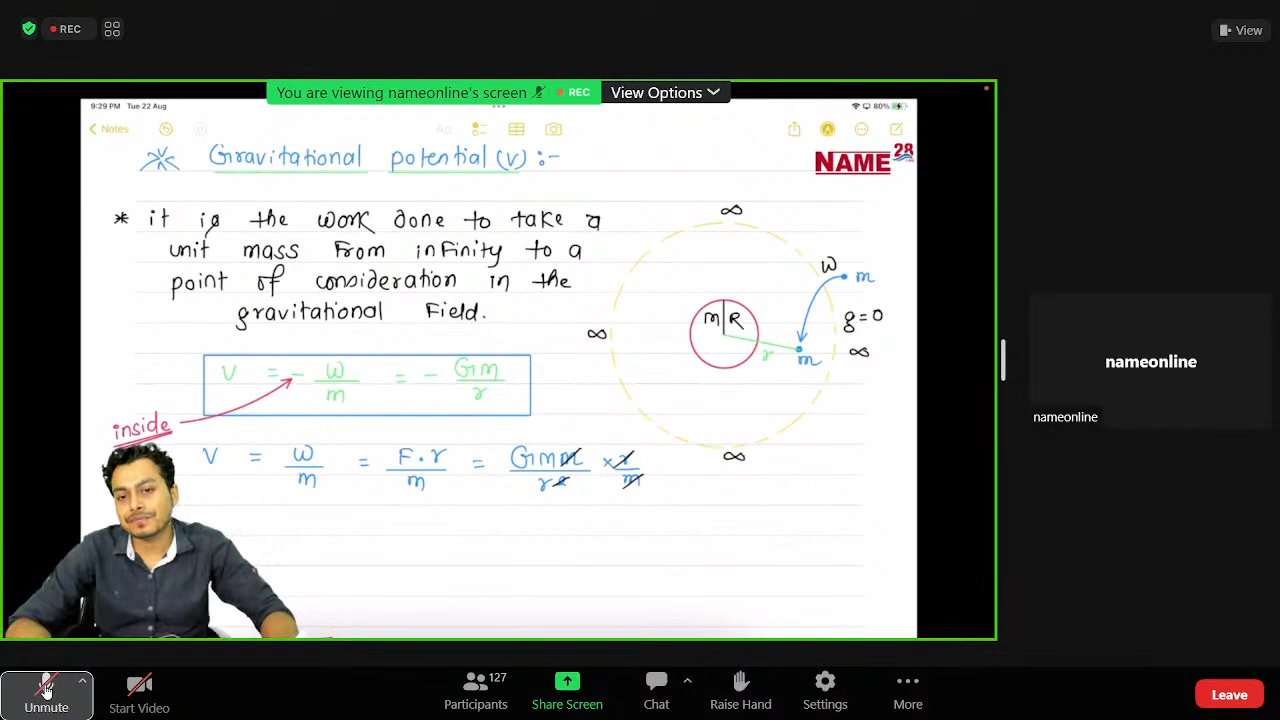 REC
View
You are viewing nameonline's screen
REC
View Options
9:29 PM Tue 22 Aug
80%
Notes
Aa
Gravitational potential (V) :-
NAME 28
* it is the work done to take a
unit mass From infinity to a
point of consideration in the
gravitational Field.
V = - W/m = - Gm/r
inside
V = W/m = F·r/m = Gmm/r² × r/m
∞
W
m
m R
g = 0
∞
∞
r
m
∞
nameonline
nameonline
Unmute
Start Video
127
Participants
Share Screen
Chat
Raise Hand
Settings
More
Leave